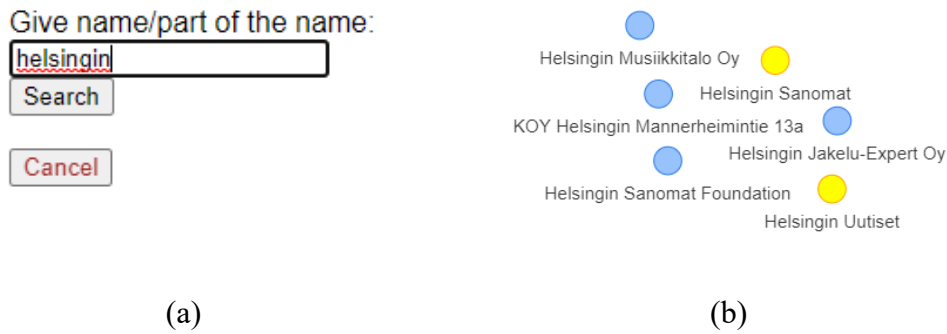 Give name/part of the name:
helsingin
Search
Cancel
Helsingin Musiikkitalo Oy
Helsingin Sanomat
KOY Helsingin Mannerheimintie 13a
Helsingin Jakelu-Expert Oy
Helsingin Sanomat Foundation
Helsingin Uutiset
(a)
(b)